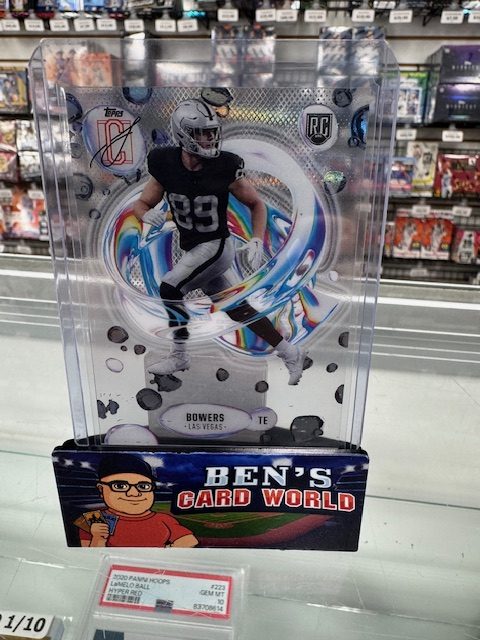 TOPPS
RC
89
BOWERS
- LAS VEGAS -
TE
BEN'S
CARD WORLD
2020 PANINI HOOPS #223
LaMELO BALL GEM MT
HYPER RED 10
83708614
1/10